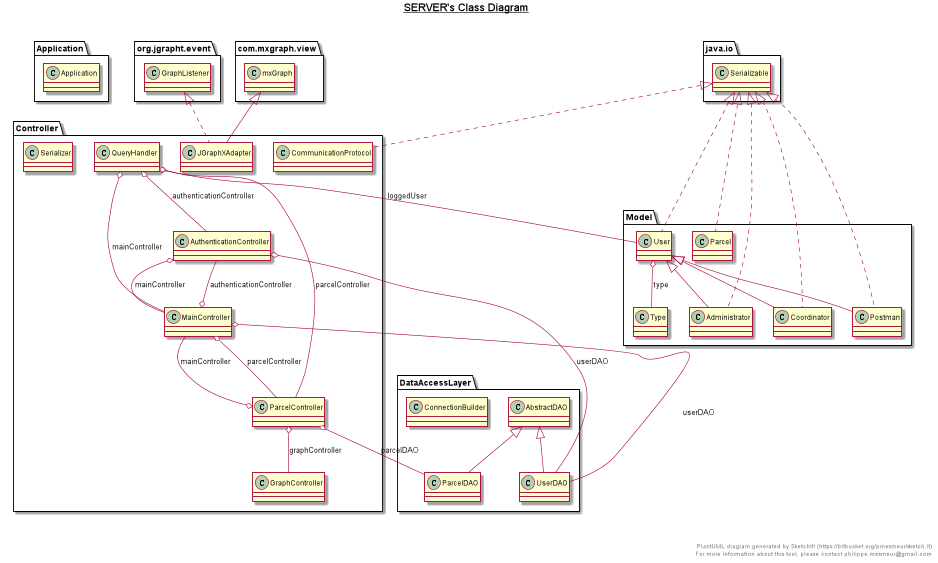 SERVER's Class Diagram
Application
org.jgrapht.event
com.mxgraph.view
java.io
C Application
C GraphListener
C mxGraph
C Serializable
Controller
C Serializer
C QueryHandler
C JGraphXAdapter
C CommunicationProtocol
authenticationController
loggedUser
Model
mainController
C AuthenticationController
C User
C Parcel
mainController
authenticationController
parcelController
type
C MainController
C Type
C Administrator
C Coordinator
C Postman
mainController
parcelController
userDAO
DataAccessLayer
C ParcelController
C ConnectionBuilder
C AbstractDAO
userDAO
graphController
parcelDAO
C GraphController
C ParcelDAO
C UserDAO
PlantUML diagram generated by SketchIt! (https://bitbucket.org/pmesmeur/sketch.it)
For more information about this tool, please contact philippe.mesmeur@gmail.com